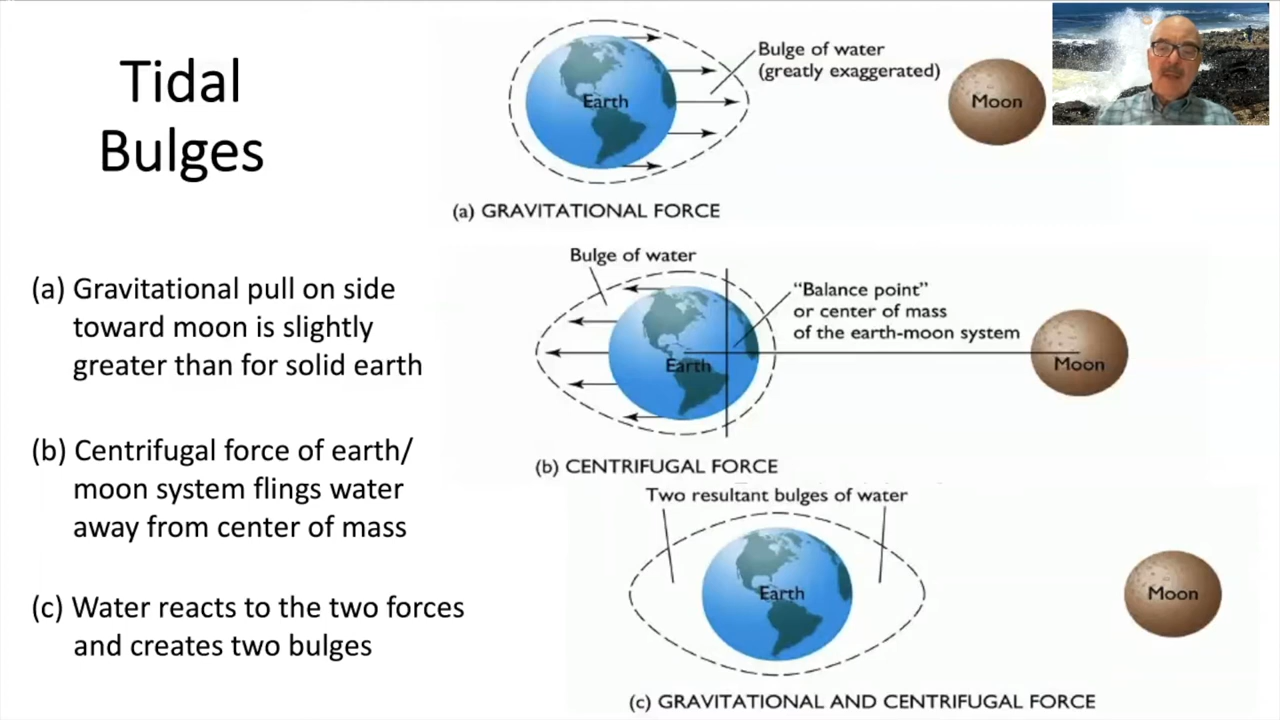 Tidal
Bulges
(a) Gravitational pull on side
toward moon is slightly
greater than for solid earth
(b) Centrifugal force of earth/
moon system flings water
away from center of mass
(c) Water reacts to the two forces
and creates two bulges
Bulge of water
(greatly exaggerated)
Earth
Moon
(a) GRAVITATIONAL FORCE
Bulge of water
“Balance point”
or center of mass
of the earth-moon system
Earth
Moon
(b) CENTRIFUGAL FORCE
Two resultant bulges of water
Earth
Moon
(c) GRAVITATIONAL AND CENTRIFUGAL FORCE